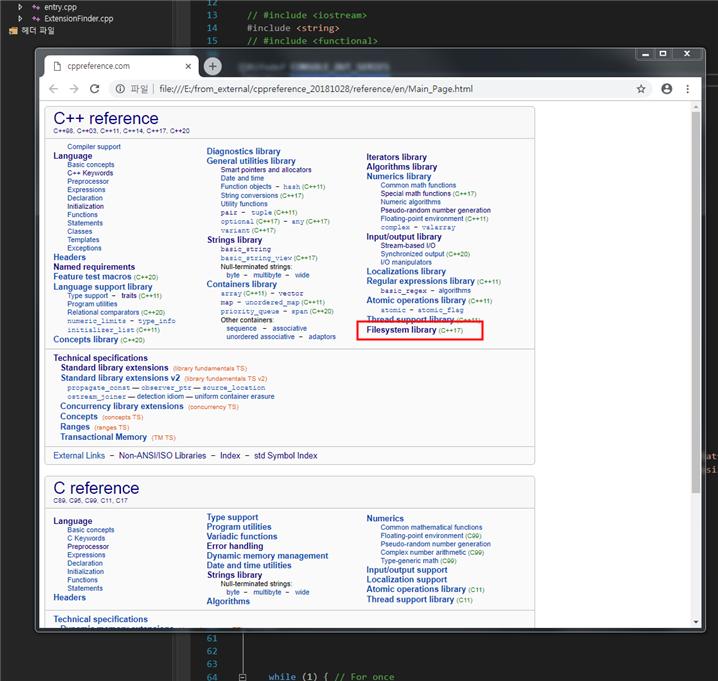 entry.cpp
ExtensionFinder.cpp
헤더 파일
12
13 // #include <iostream>
14 #include <string>
15 // #include <functional>
cppreference.com
파일 | file:///E:/from_external/cppreference_20181028/reference/en/Main_Page.html
C++ reference
C++98, C++03, C++11, C++14, C++17, C++20
Compiler support
Language
Basic concepts
C++ Keywords
Preprocessor
Expressions
Declaration
Initialization
Functions
Statements
Classes
Templates
Exceptions
Headers
Named requirements
Feature test macros (C++20)
Language support library
Type support − traits (C++11)
Program utilities
Relational comparators (C++20)
numeric_limits − type_info
initializer_list (C++11)
Concepts library (C++20)
Diagnostics library
General utilities library
Smart pointers and allocators
Date and time
Function objects − hash (C++11)
String conversions (C++17)
Utility functions
pair − tuple (C++11)
optional (C++17) − any (C++17)
variant (C++17)
Strings library
basic_string
basic_string_view (C++17)
Null-terminated strings:
byte − multibyte − wide
Containers library
array (C++11) − vector
map − unordered_map (C++11)
priority_queue − span (C++20)
Other containers:
sequence − associative
unordered associative − adaptors
Iterators library
Algorithms library
Numerics library
Common math functions
Special math functions (C++17)
Numeric algorithms
Pseudo-random number generation
Floating-point environment (C++11)
complex − valarray
Input/output library
Stream-based I/O
Synchronized output (C++20)
I/O manipulators
Localizations library
Regular expressions library (C++11)
basic_regex − algorithms
Atomic operations library (C++11)
atomic − atomic_flag
Thread support library (C++11)
Filesystem library (C++17)
Technical specifications
Standard library extensions (library fundamentals TS)
Standard library extensions v2 (library fundamentals TS v2)
propagate_const — observer_ptr — source_location
ostream_joiner — detection idiom — uniform container erasure
Concurrency library extensions (concurrency TS)
Concepts (concepts TS)
Ranges (ranges TS)
Transactional Memory (TM TS)
External Links − Non-ANSI/ISO Libraries − Index − std Symbol Index
C reference
C89, C95, C99, C11, C17
Language
Basic concepts
C Keywords
Preprocessor
Expressions
Declaration
Initialization
Functions
Statements
Headers
Type support
Program utilities
Variadic functions
Error handling
Dynamic memory management
Date and time utilities
Strings library
Null-terminated strings:
byte − multibyte − wide
Algorithms
Numerics
Common mathematical functions
Floating-point environment (C99)
Pseudo-random number generation
Complex number arithmetic (C99)
Type-generic math (C99)
Input/output support
Localization support
Atomic operations library (C11)
Thread support library (C11)
Technical specifications
Dynamic memory extensions
61
62
63
64 while (1) { // For once